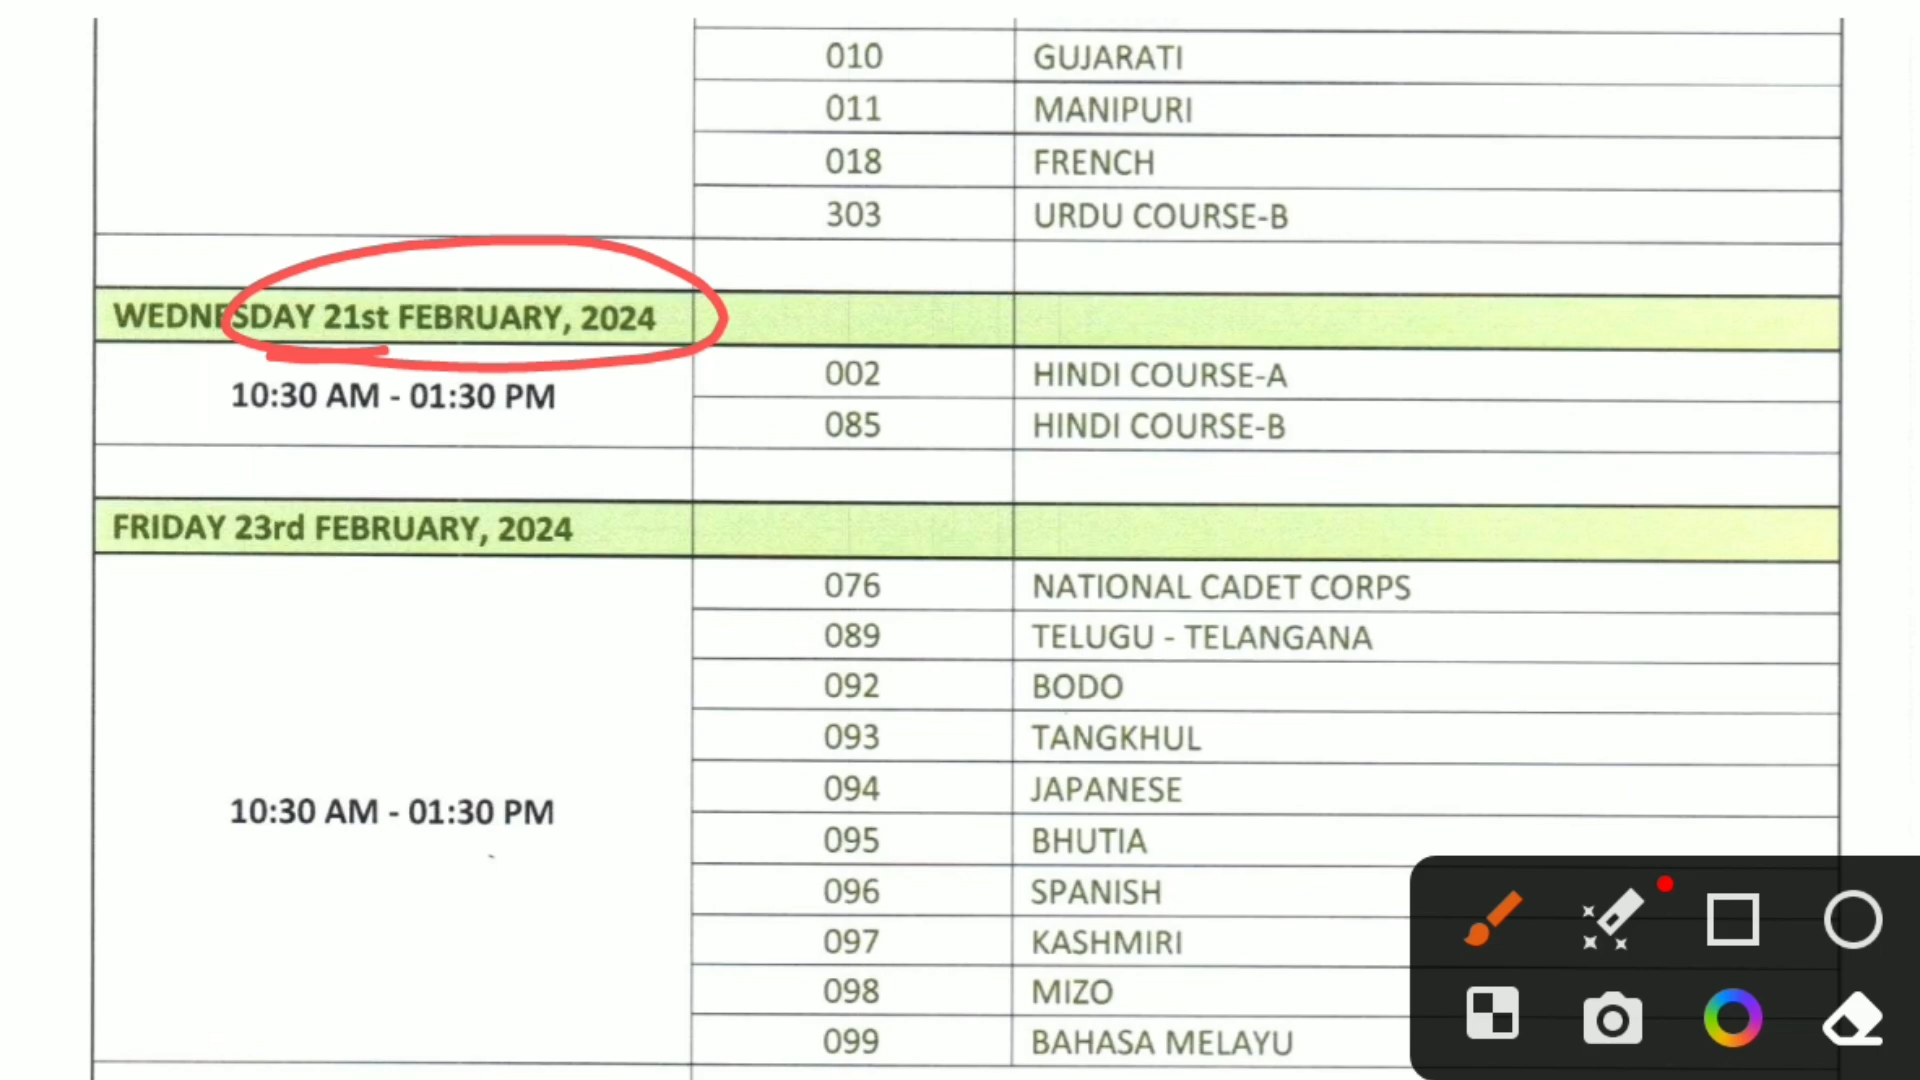 010 GUJARATI
011 MANIPURI
018 FRENCH
303 URDU COURSE-B
WEDNESDAY 21st FEBRUARY, 2024
10:30 AM - 01:30 PM
002 HINDI COURSE-A
085 HINDI COURSE-B
FRIDAY 23rd FEBRUARY, 2024
10:30 AM - 01:30 PM
076 NATIONAL CADET CORPS
089 TELUGU - TELANGANA
092 BODO
093 TANGKHUL
094 JAPANESE
095 BHUTIA
096 SPANISH
097 KASHMIRI
098 MIZO
099 BAHASA MELAYU